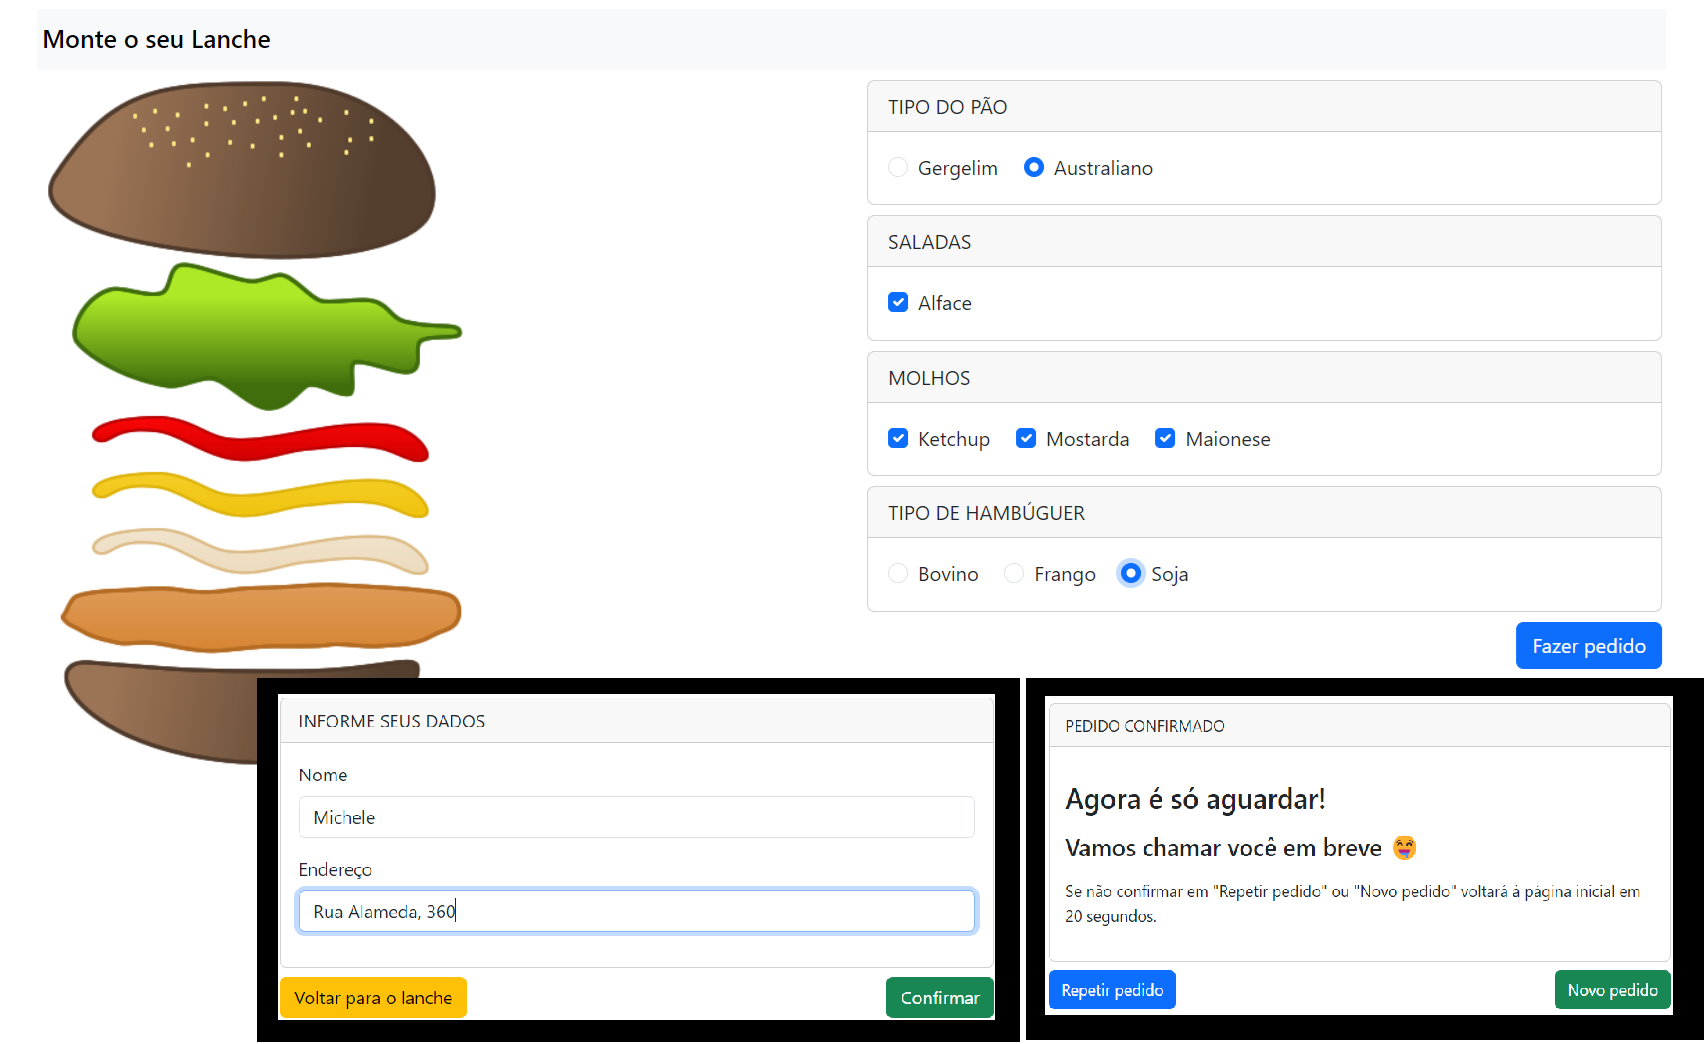 Monte o seu Lanche
TIPO DO PÃO
Gergelim Australiano
SALADAS
Alface
MOLHOS
Ketchup Mostarda Maionese
TIPO DE HAMBÚGUER
Bovino Frango Soja
Fazer pedido
INFORME SEUS DADOS
Nome
Michele
Endereço
Rua Alameda, 360
Voltar para o lanche Confirmar
PEDIDO CONFIRMADO
Agora é só aguardar!
Vamos chamar você em breve 😝
Se não confirmar em "Repetir pedido" ou "Novo pedido" voltará à página inicial em
20 segundos.
Repetir pedido Novo pedido